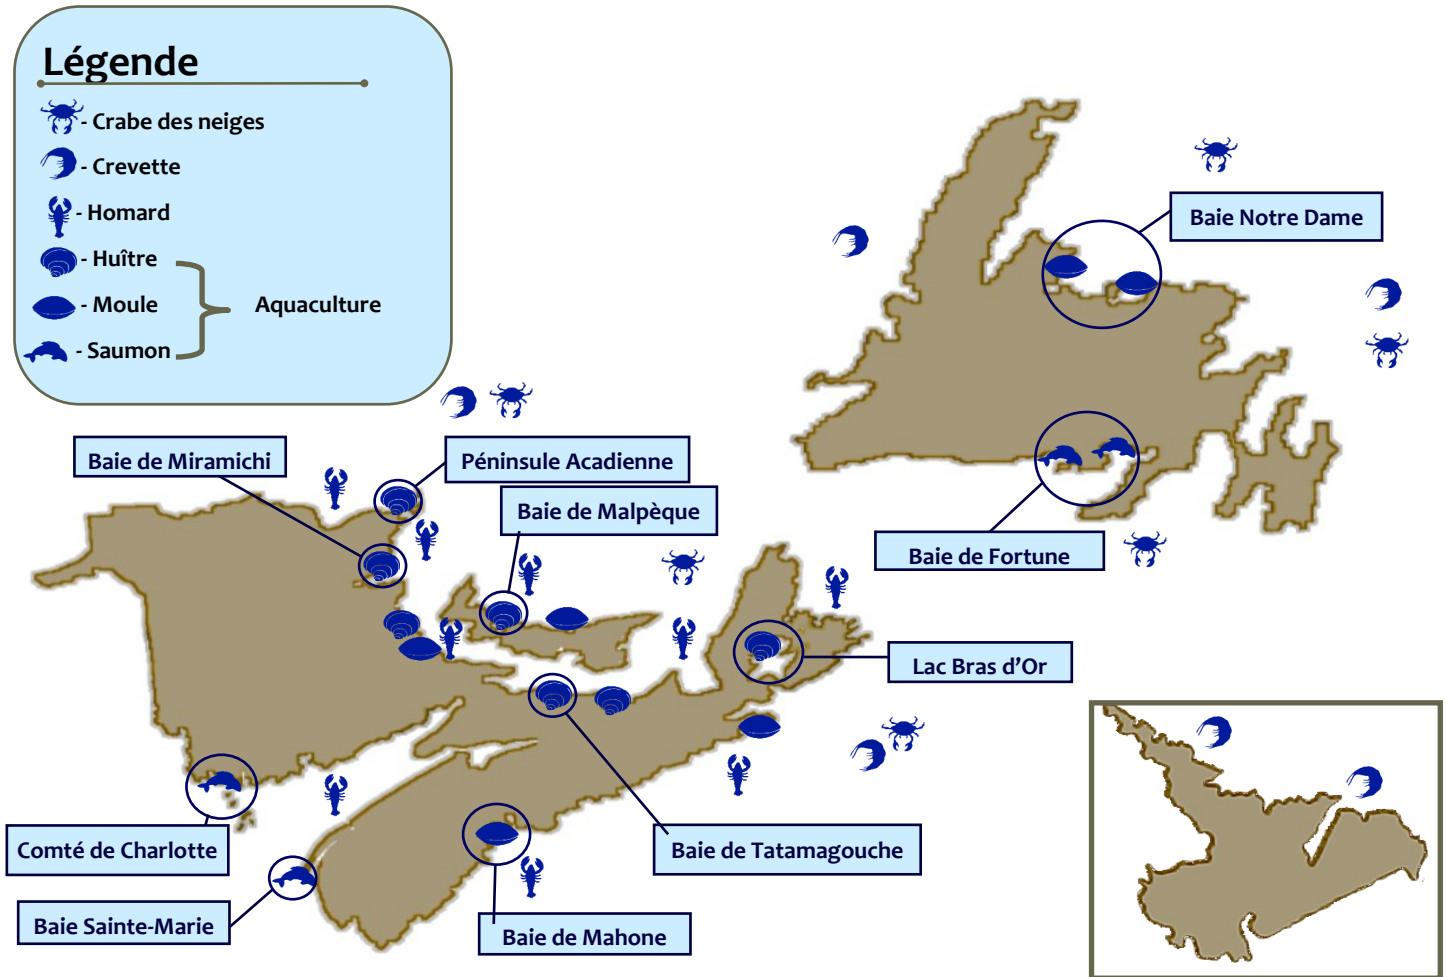 Légende
- Crabe des neiges
- Crevette
- Homard
- Huître
- Moule
- Saumon
Aquaculture
Baie Notre Dame
Baie de Miramichi
Péninsule Acadienne
Baie de Malpèque
Baie de Fortune
Lac Bras d’Or
Comté de Charlotte
Baie de Tatamagouche
Baie Sainte-Marie
Baie de Mahone